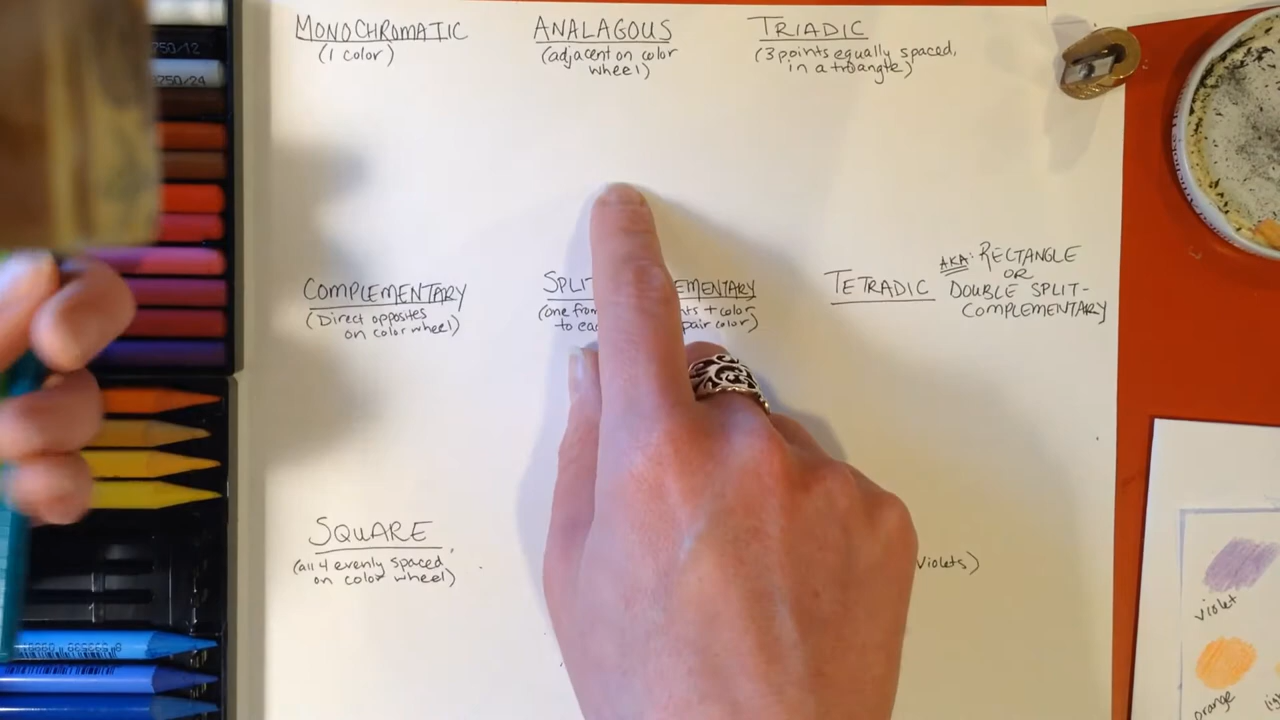 MONOCHROMATIC
(1 color)
ANALAGOUS
(adjacent on color
wheel)
TRIADIC
(3 points equally spaced,
in a triangle)
750/12
750/24
COMPLEMENTARY
(Direct opposites
on color wheel)
SPLIT
EMENTARY
(one from
+ color
to
pair color)
TETRADIC
AKA: RECTANGLE
OR
DOUBLE SPLIT-
COMPLEMENTARY
SQUARE
(all 4 evenly spaced,
on color wheel)
violets)
violet
orange